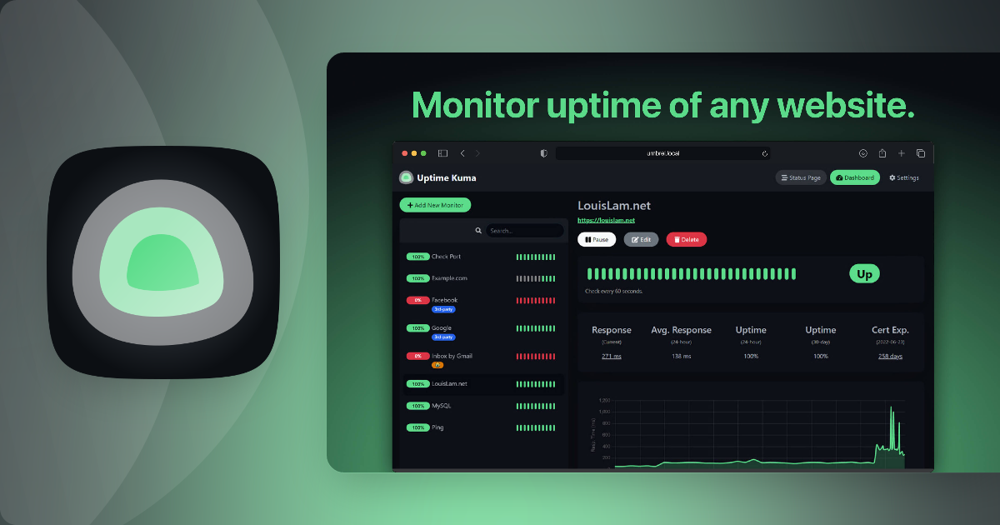 Monitor uptime of any website.
umbrel.local
Uptime Kuma
Status Page
Dashboard
Settings
+ Add New Monitor
Search...
100% Check Port
100% Example.com
0% Facebook
3rd-party
100% Google
3rd-party
0% Inbox by Gmail
100% LouisLam.net
100% MySQL
100% Ping
LouisLam.net
https://louislam.net
Pause
Edit
Delete
Up
Check every 60 seconds.
Response Avg. Response Uptime Uptime Cert Exp.
(Current) (24-hour) (24-hour) (30-day) (2022-06-23)
271 ms 138 ms 100% 100% 258 days
Resp. Time (ms)
1,200
1,000
800
600
400
200